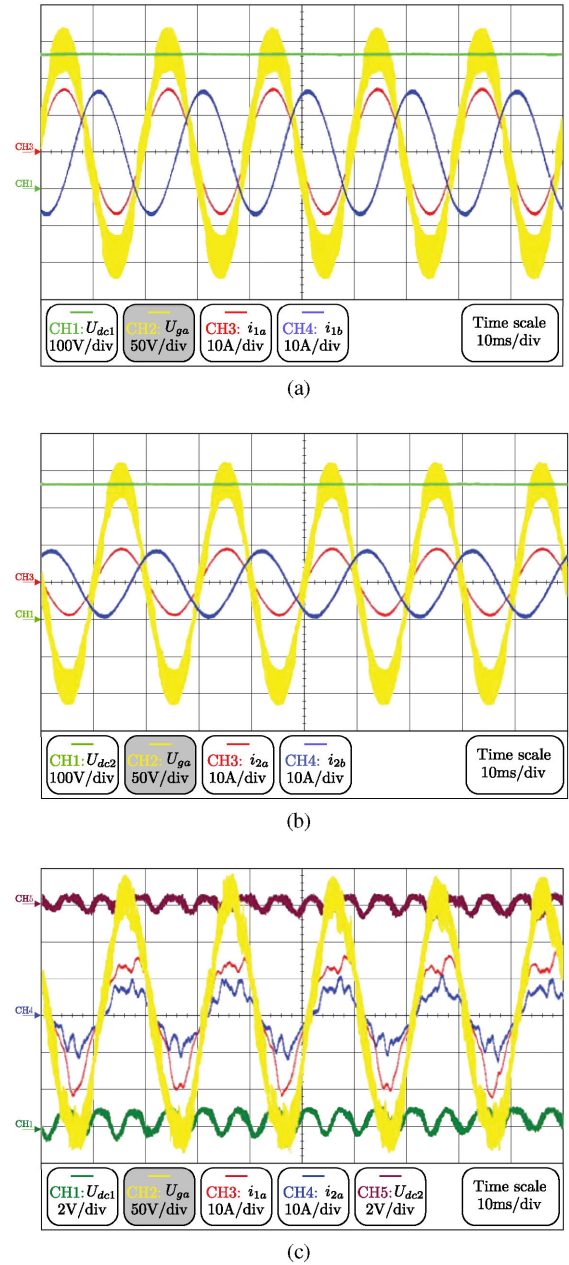 CH3
CH1
CH1: Udc1
100V/div
CH2: Uga
50V/div
CH3: i1a
10A/div
CH4: i1b
10A/div
Time scale
10ms/div
(a)
CH3
CH1
CH1: Udc2
100V/div
CH2: Uga
50V/div
CH3: i2a
10A/div
CH4: i2b
10A/div
Time scale
10ms/div
(b)
CH5
CH4
CH1
CH1: Udc1
2V/div
CH2: Uga
50V/div
CH3: i1a
10A/div
CH4: i2a
10A/div
CH5: Udc2
2V/div
Time scale
10ms/div
(c)